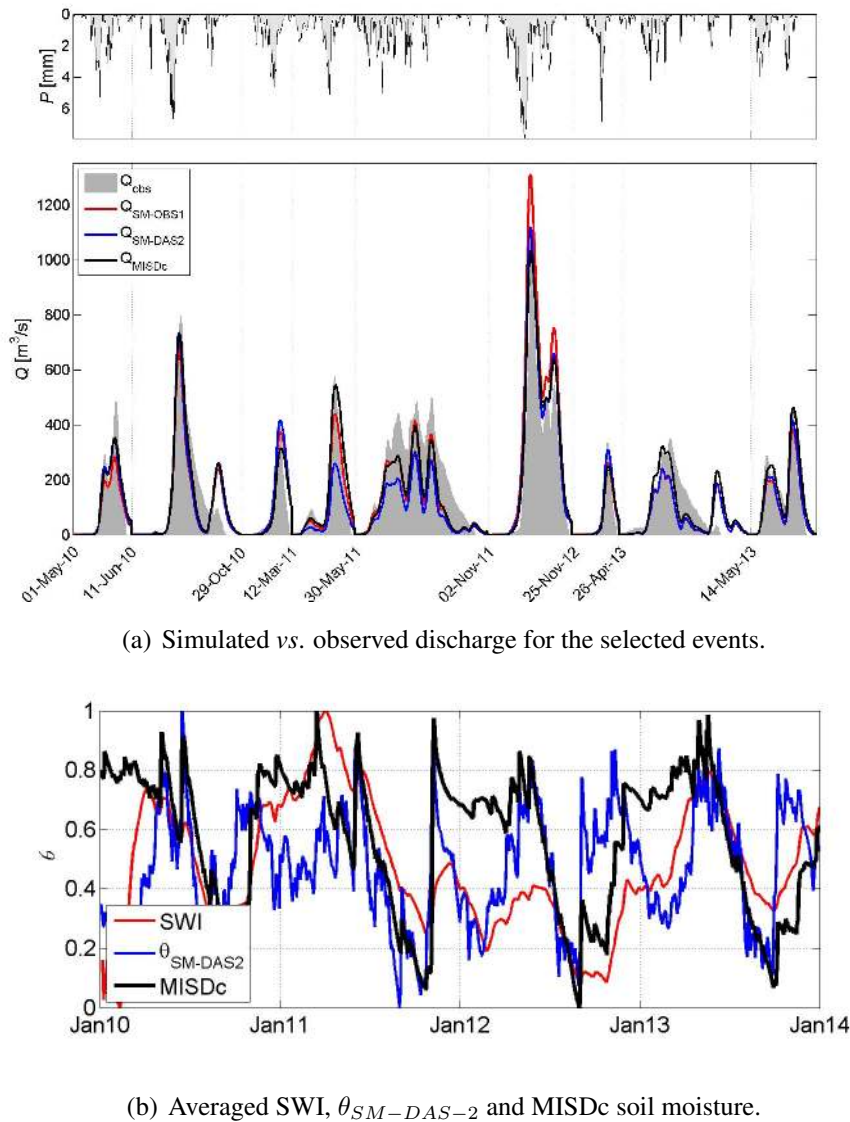 0
2
4
6
P [mm]
Q_obs
Q_SM-OBS1
Q_SM-DAS2
Q_MISDc
1200
1000
800
600
400
200
0
Q [m³/s]
01-May-10
11-Jun-10
29-Oct-10
12-Mar-11
30-May-11
02-Nov-11
25-Nov-12
26-Apr-13
14-May-13
(a) Simulated vs. observed discharge for the selected events.
1
0.8
0.6
0.4
0.2
0
θ
SWI
θ_SM-DAS2
MISDc
Jan10
Jan11
Jan12
Jan13
Jan14
(b) Averaged SWI, θ_SM−DAS−2 and MISDc soil moisture.